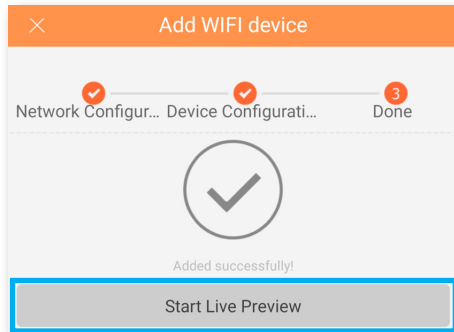 Add WIFI device
3
Network Configur... Device Configurati... Done
Added successfully!
Start Live Preview